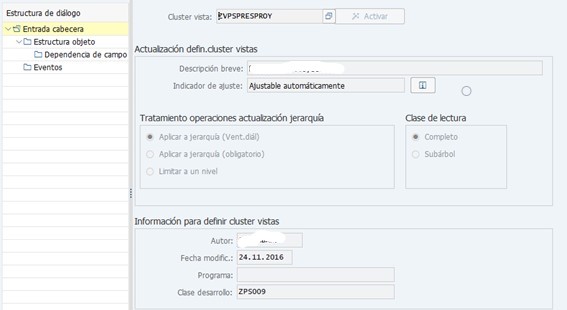 Estructura de diálogo
Entrada cabecera
Estructura objeto
Dependencia de campo
Eventos
Cluster vista: ZVPSPRESPROY Activar
Actualización defin.cluster vistas
Descripción breve:
Indicador de ajuste: Ajustable automáticamente
Tratamiento operaciones actualización jerarquía
Aplicar a jerarquía (Vent.diál)
Aplicar a jerarquía (obligatorio)
Limitar a un nivel
Clase de lectura
Completo
Subárbol
Información para definir cluster vistas
Autor:
Fecha modific.: 24.11.2016
Programa:
Clase desarrollo: ZPS009